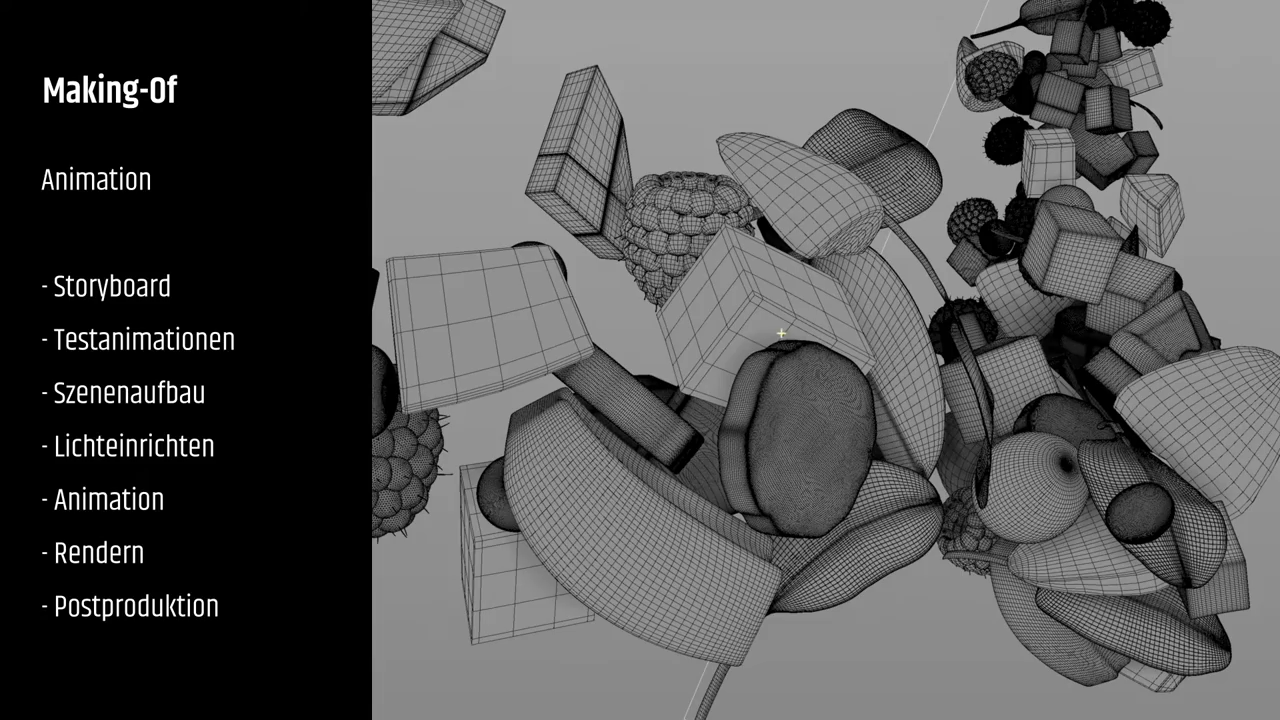 Making-Of
Animation
- Storyboard
- Testanimationen
- Szenenaufbau
- Lichteinrichten
- Animation
- Rendern
- Postproduktion